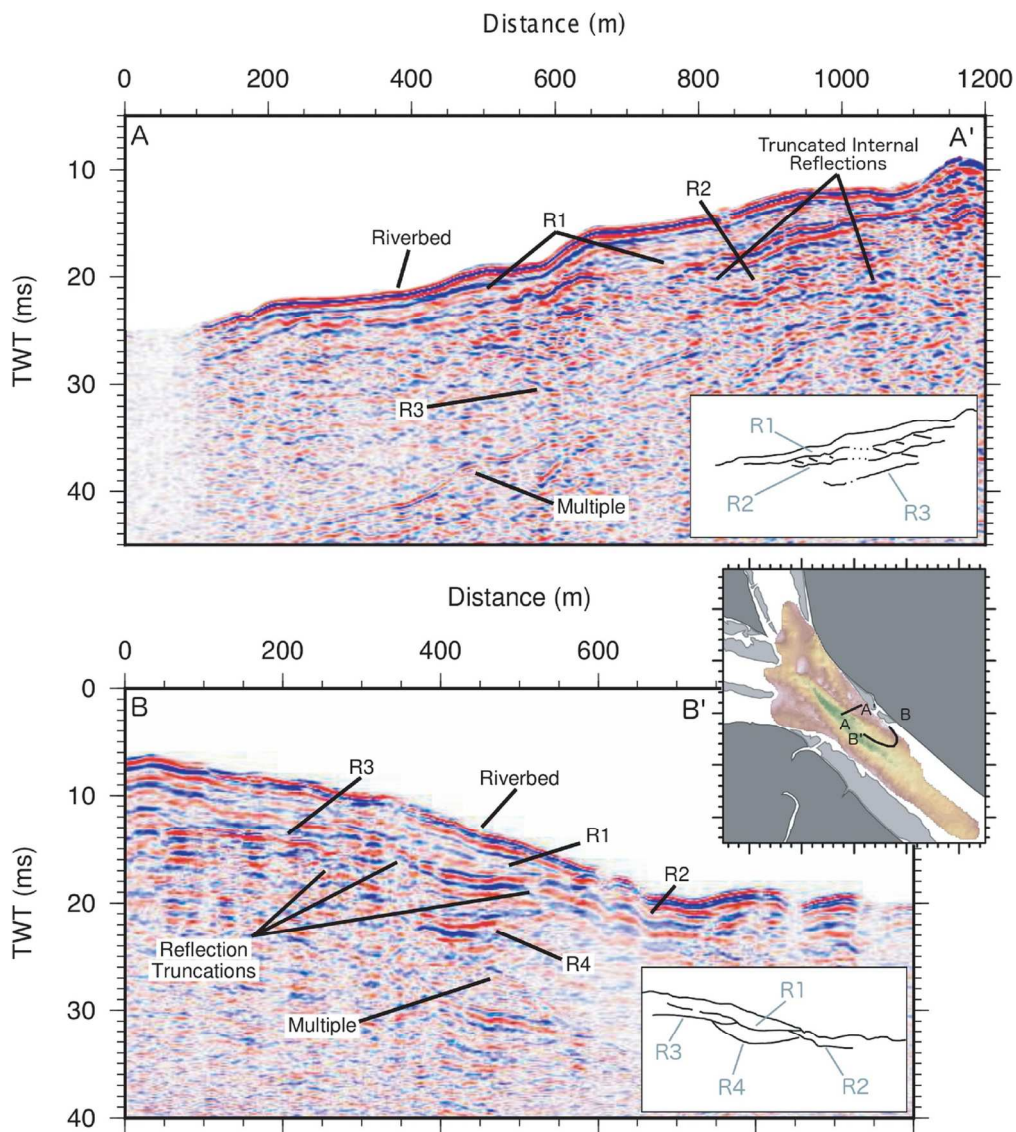 Distance (m)
0 200 400 600 800 1000 1200
A A'
Truncated Internal
Reflections
R2
R1
Riverbed
10
20
30
40
TWT (ms)
R3
Multiple
R1
R2
R3
Distance (m)
0 200 400 600
B B'
0
10
20
30
40
TWT (ms)
R3
Riverbed
R1
R2
Reflection
Truncations
R4
Multiple
A'
A
B
B'
R1
R3
R4
R2